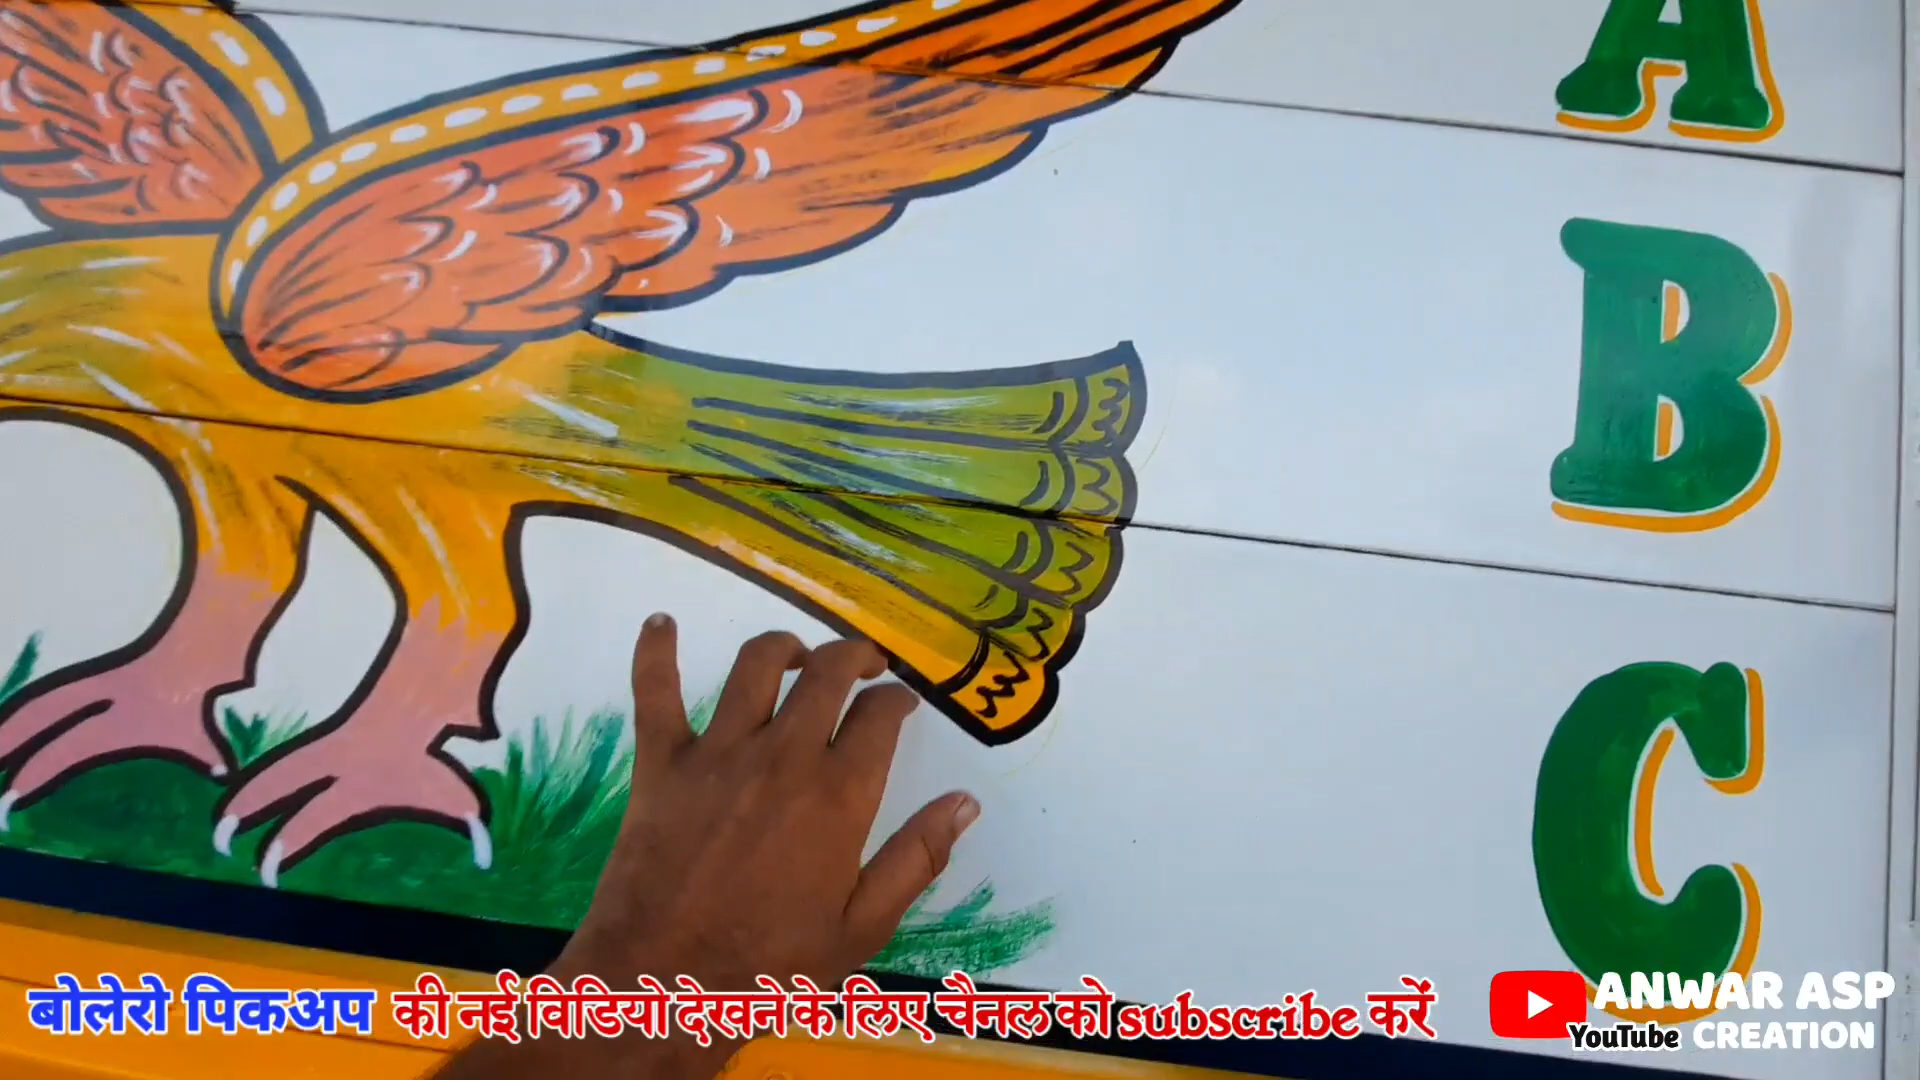 A
B
C
बोलेरो पिकअप की नई विडियो देखने के लिए चैनल को subscribe करें
ANWAR ASP
YouTube CREATION